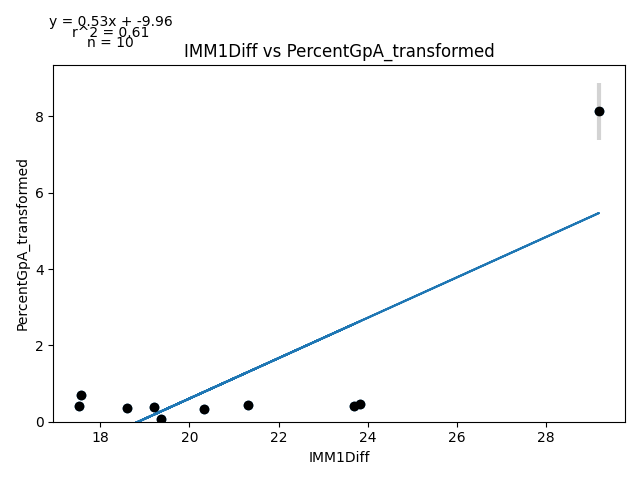 y = 0.53x + -9.96
r^2 = 0.61
n = 10
IMM1Diff vs PercentGpA_transformed
PercentGpA_transformed
8
6
4
2
0
18 20 22 24 26 28
IMM1Diff